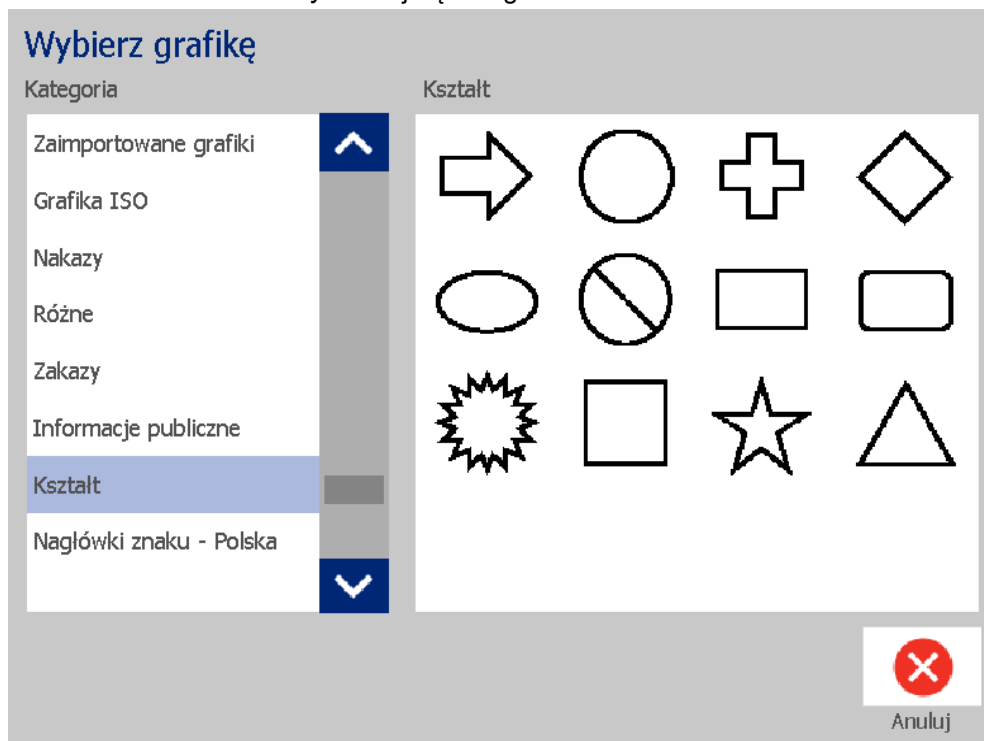 Wybierz grafikę
Kategoria
Kształt
Zaimportowane grafiki
Grafika ISO
Nakazy
Różne
Zakazy
Informacje publiczne
Kształt
Nagłówki znaku - Polska
Anuluj